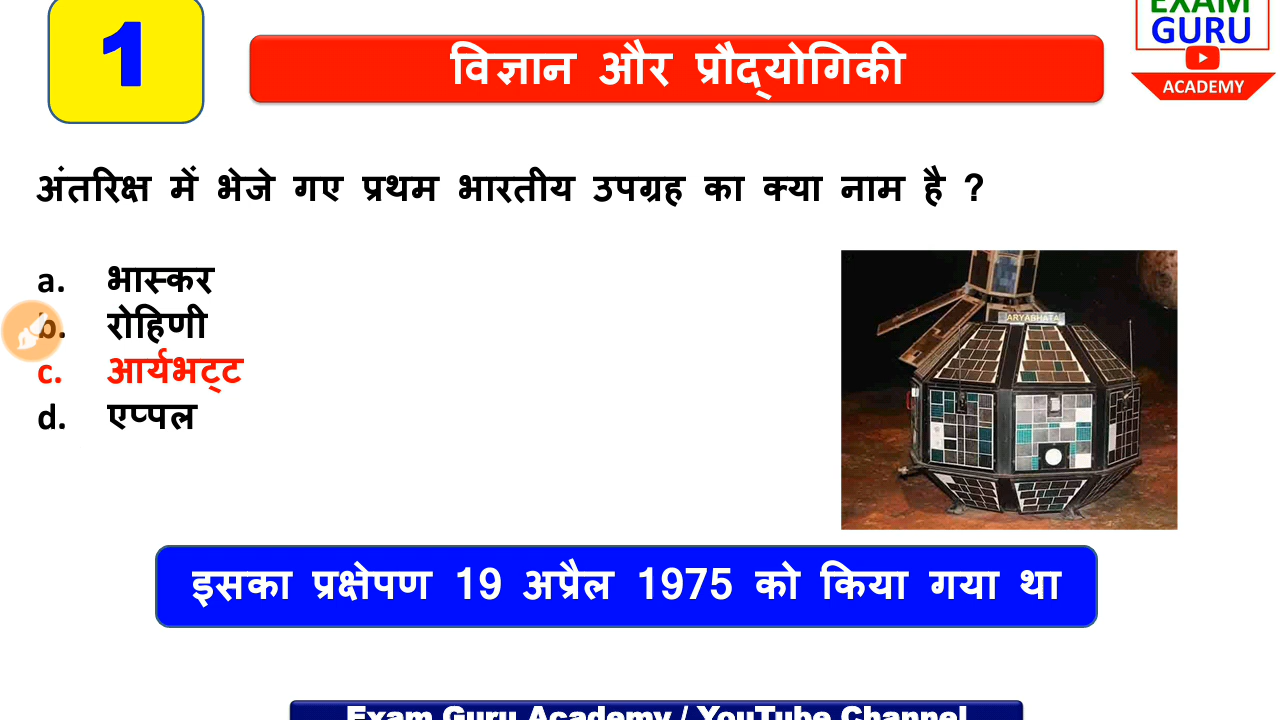 1
विज्ञान और प्रौद्योगिकी
EXAM
GURU
ACADEMY
अंतरिक्ष में भेजे गए प्रथम भारतीय उपग्रह का क्या नाम है ?
a. भास्कर
b. रोहिणी
c. आर्यभट्ट
d. एप्पल
ARYABHATA
इसका प्रक्षेपण 19 अप्रैल 1975 को किया गया था
Exam Guru Academy / YouTube Channel